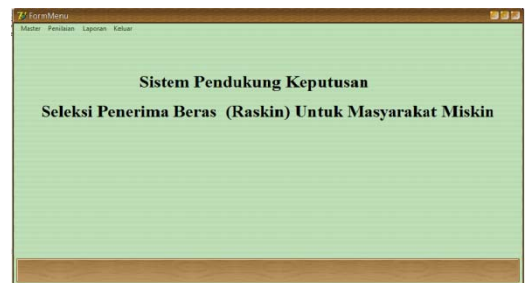 FormMenu
Master Penilaian Laporan Keluar
Sistem Pendukung Keputusan
Seleksi Penerima Beras (Raskin) Untuk Masyarakat Miskin